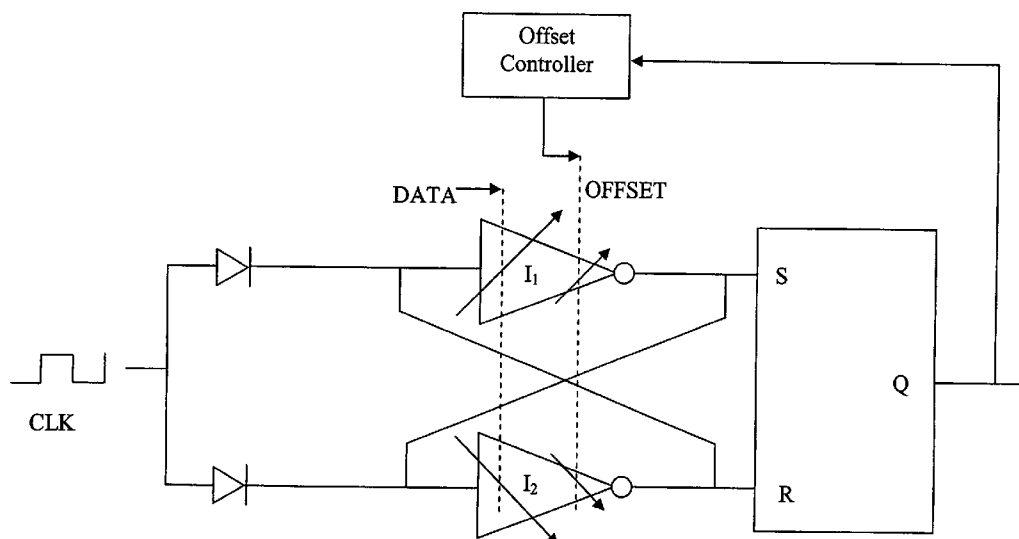 Offset
Controller
DATA
OFFSET
I1
S
Q
CLK
I2
R